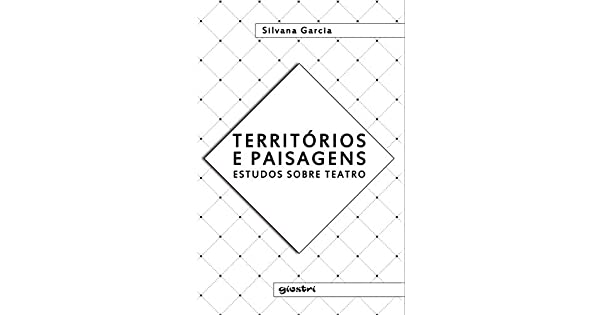 Silvana Garcia
TERRITÓRIOS
E PAISAGENS
ESTUDOS SOBRE TEATRO
giostri